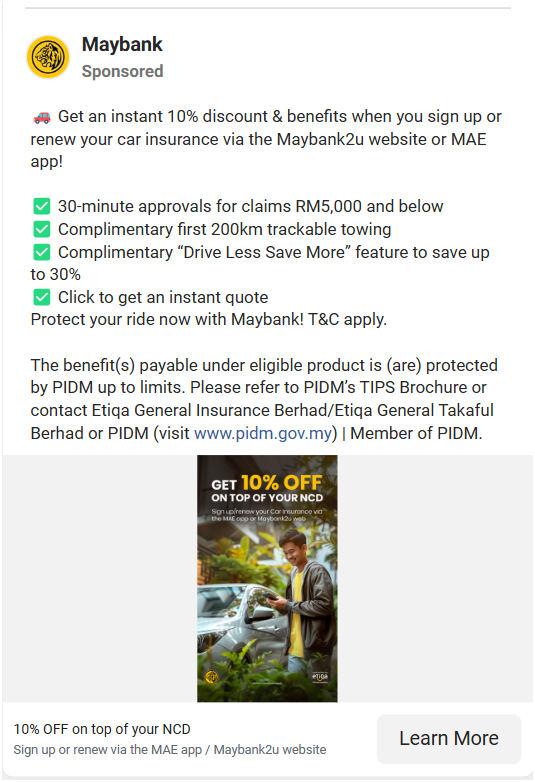 Maybank
Sponsored
🚗 Get an instant 10% discount & benefits when you sign up or
renew your car insurance via the Maybank2u website or MAE
app!
✅ 30-minute approvals for claims RM5,000 and below
✅ Complimentary first 200km trackable towing
✅ Complimentary “Drive Less Save More” feature to save up
to 30%
✅ Click to get an instant quote
Protect your ride now with Maybank! T&C apply.
The benefit(s) payable under eligible product is (are) protected
by PIDM up to limits. Please refer to PIDM’s TIPS Brochure or
contact Etiqa General Insurance Berhad/Etiqa General Takaful
Berhad or PIDM (visit www.pidm.gov.my) | Member of PIDM.
GET 10% OFF
ON TOP OF YOUR NCD
Sign up/renew your Car Insurance via
the MAE app or Maybank2u web
etiqa
10% OFF on top of your NCD
Sign up or renew via the MAE app / Maybank2u website
Learn More